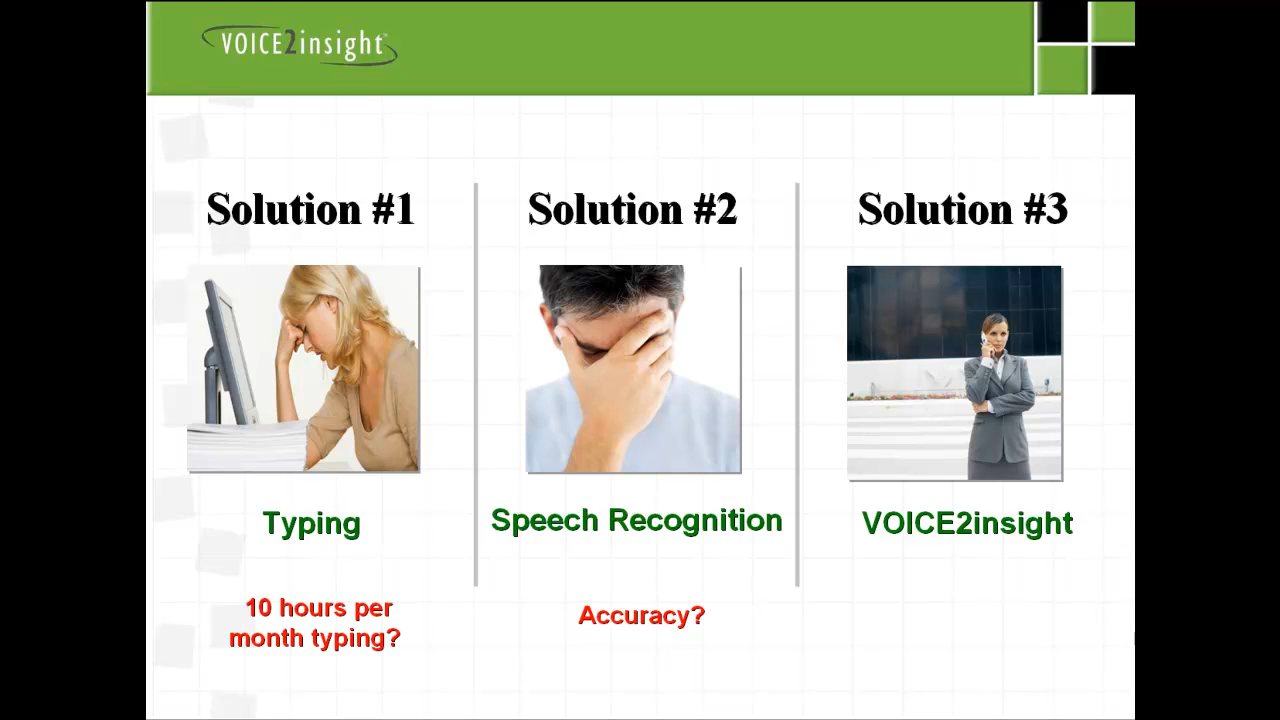 VOICE2insight
Solution #1
Solution #2
Solution #3
Typing
Speech Recognition
VOICE2insight
10 hours per
month typing?
Accuracy?